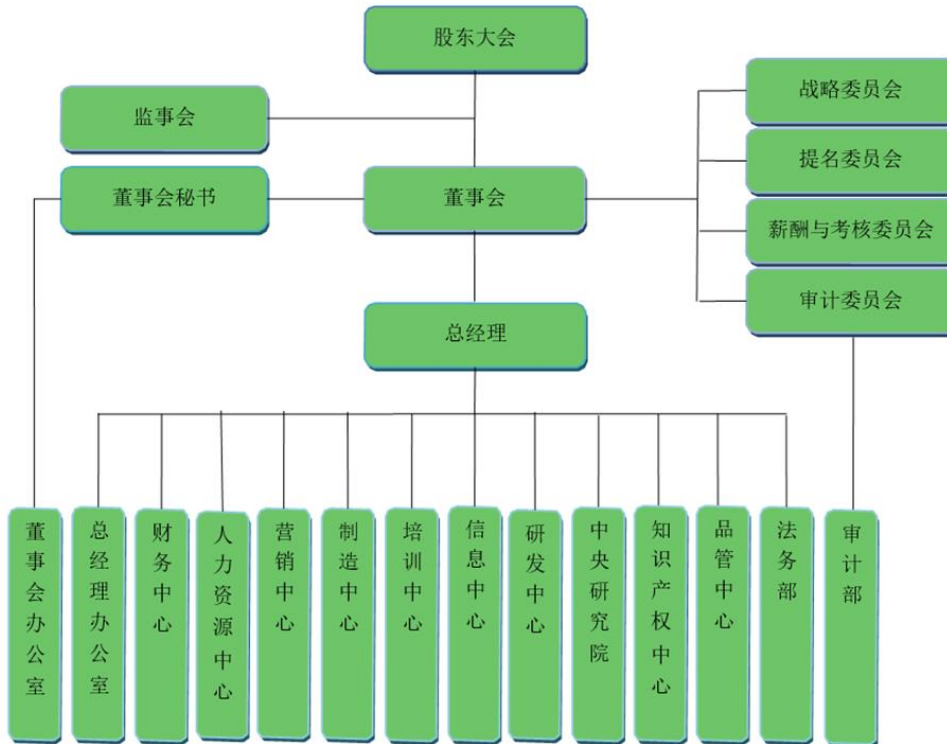 股东大会
监事会
战略委员会
提名委员会
董事会秘书
董事会
薪酬与考核委员会
审计委员会
总经理
董事会办公室
总经理办公室
财务中心
人力资源中心
营销中心
制造中心
培训中心
信息中心
研发中心
中央研究院
知识产权中心
品管中心
法务部
审计部